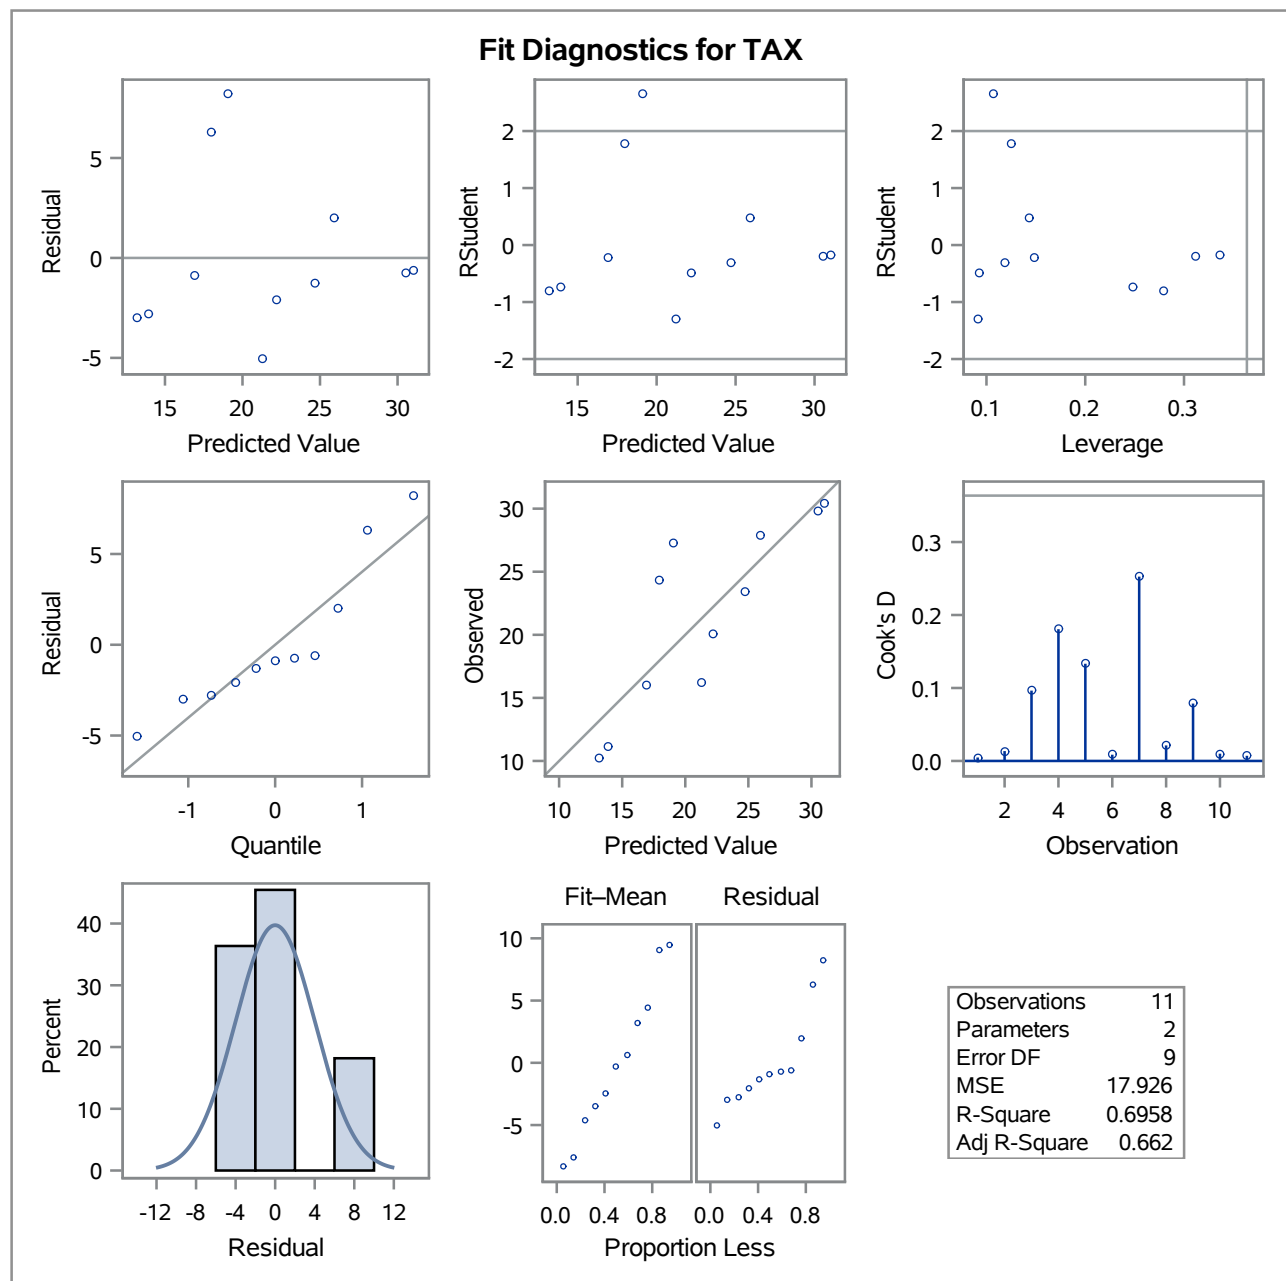 Fit Diagnostics for TAX
5
0
-5
Residual
15 20 25 30
Predicted Value
2
1
0
-1
-2
RStudent
15 20 25 30
Predicted Value
2
1
0
-1
-2
RStudent
0.1 0.2 0.3
Leverage
5
0
-5
Residual
-1 0 1
Quantile
30
25
20
15
10
Observed
10 15 20 25 30
Predicted Value
0.3
0.2
0.1
0.0
Cook's D
2 4 6 8 10
Observation
40
30
20
10
0
Percent
-12 -8 -4 0 4 8 12
Residual
Fit–Mean Residual
10
5
0
-5
0.0 0.4 0.8 0.0 0.4 0.8
Proportion Less
Observations 11
Parameters 2
Error DF 9
MSE 17.926
R-Square 0.6958
Adj R-Square 0.662